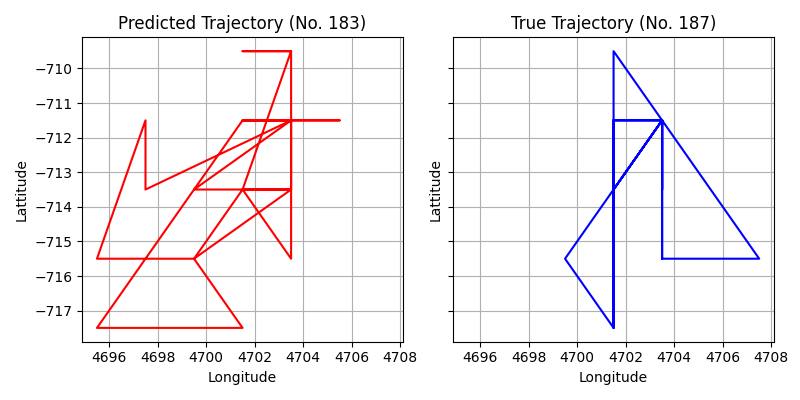 Predicted Trajectory (No. 183)
True Trajectory (No. 187)
−710
−711
−712
−713
−714
−715
−716
−717
Lattitude
Lattitude
4696 4698 4700 4702 4704 4706 4708
4696 4698 4700 4702 4704 4706 4708
Longitude
Longitude